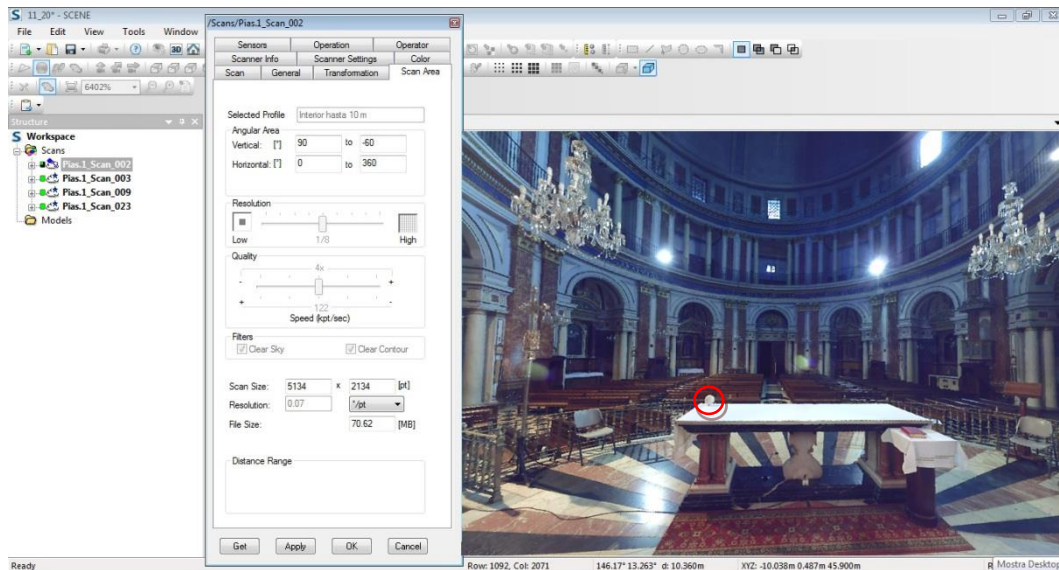 S 11_20* - SCENE
File Edit View Tools Window
3D
6402%
Structure
S Workspace
Scans
Pias.1_Scan_002
Pias.1_Scan_003
Pias.1_Scan_009
Pias.1_Scan_023
Models
/Scans/Pias.1_Scan_002
Sensors Operation Operator
Scanner Info Scanner Settings Color
Scan General Transformation Scan Area
Selected Profile Interior hasta 10 m
Angular Area
Vertical: [°] 90 to -60
Horizontal: [°] 0 to 360
Resolution
Low 1/8 High
Quality
4x
- +
+ -
122
Speed (kpt/sec)
Filters
Clear Sky Clear Contour
Scan Size: 5134 x 2134 [pt]
Resolution: 0.07 °/pt
File Size: 70.62 [MB]
Distance Range
Get Apply OK Cancel
Ready Row: 1092, Col: 2071 146.17° 13.263° d: 10.360m XYZ: -10.038m 0.487m 45.900m R Mostra Desktop